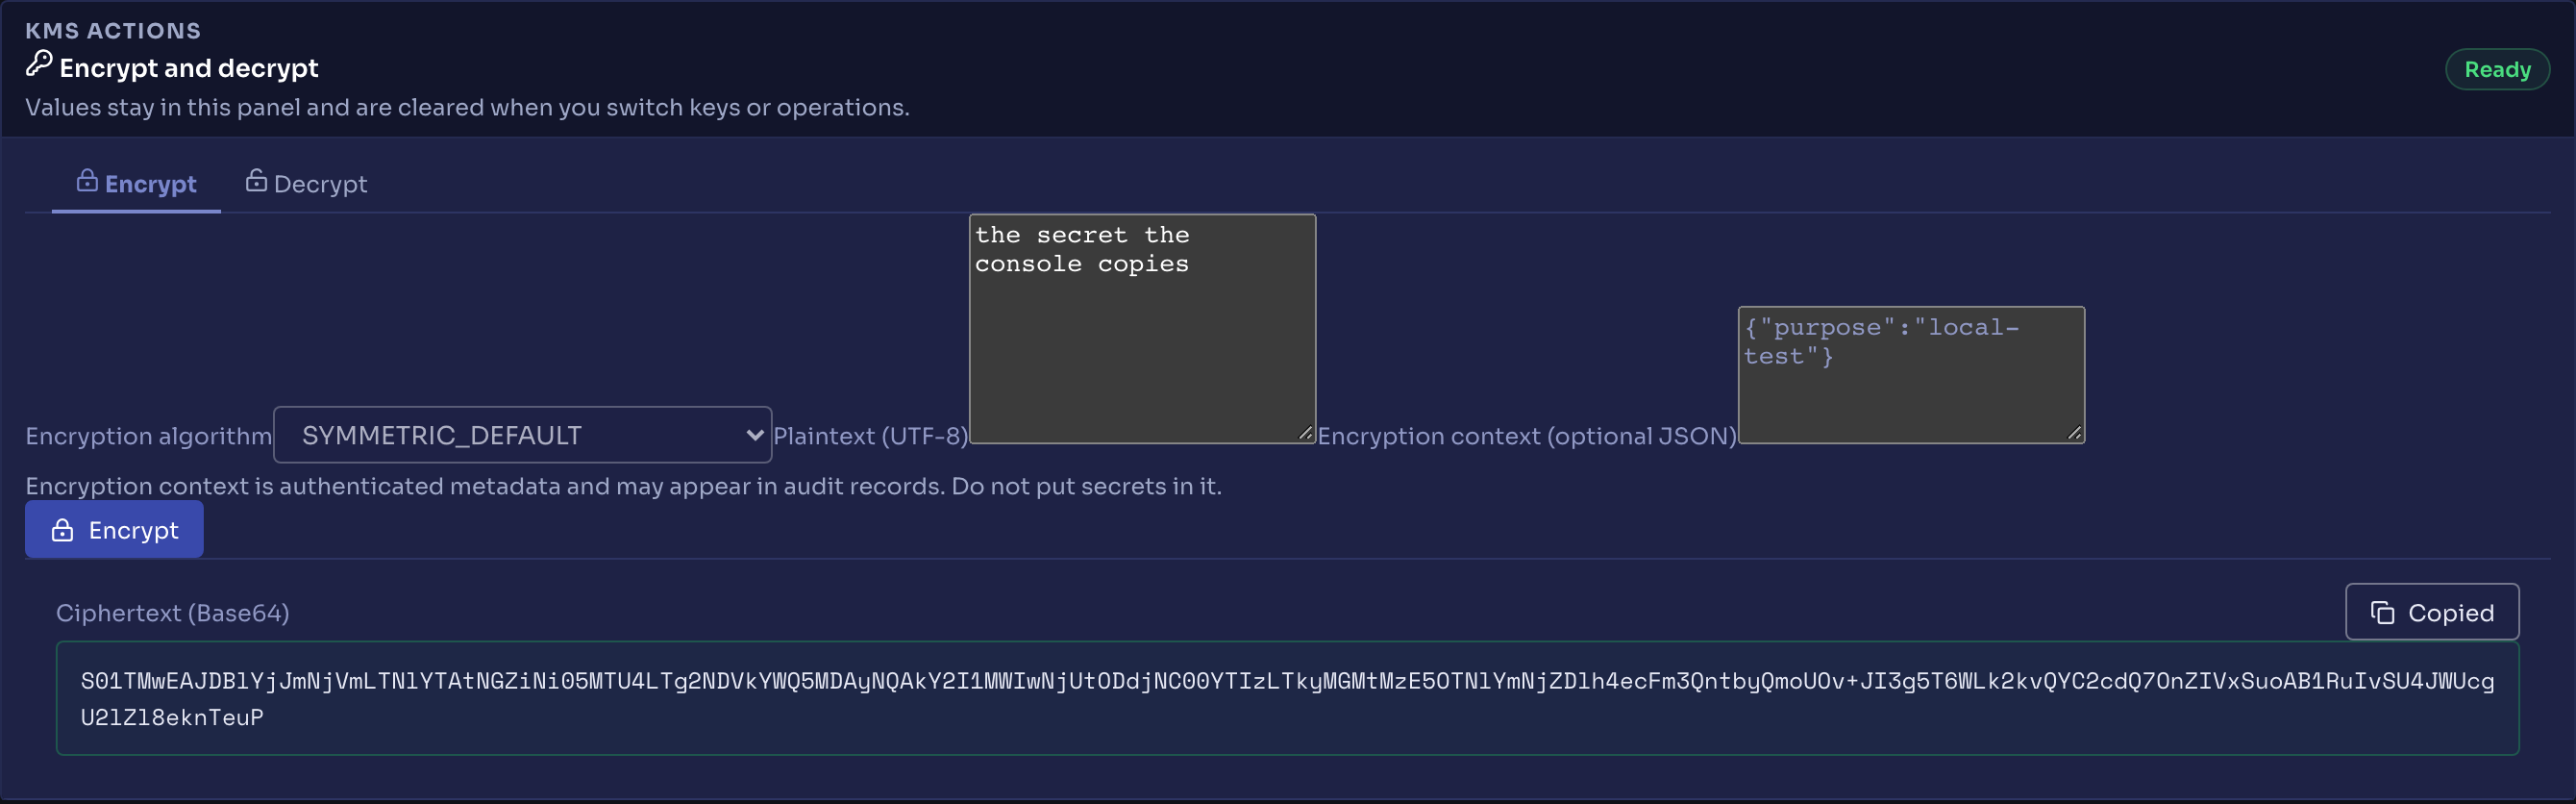 KMS ACTIONS
Encrypt and decrypt
Ready
Values stay in this panel and are cleared when you switch keys or operations.
Encrypt
Decrypt
the secret the
console copies
{"purpose":"local-
test"}
Encryption algorithm
SYMMETRIC_DEFAULT
Plaintext (UTF-8)
Encryption context (optional JSON)
Encryption context is authenticated metadata and may appear in audit records. Do not put secrets in it.
Encrypt
Ciphertext (Base64)
Copied
S01TMwEAJDBlYjJmNjVmLTNlYTAtNGZiNi05MTU4LTg2NDVkYWQ5MDAyNQAkY2I1MWIwNjUtODdjNC00YTIzLTkyMGMtMzE5OTNlYmNjZDlh4ecFm3QntbyQmoUOv+JI3g5T6WLk2kvQYC2cdQ7OnZIVxSuoAB1RuIvSU4JWUcg
U2lZl8eknTeuP